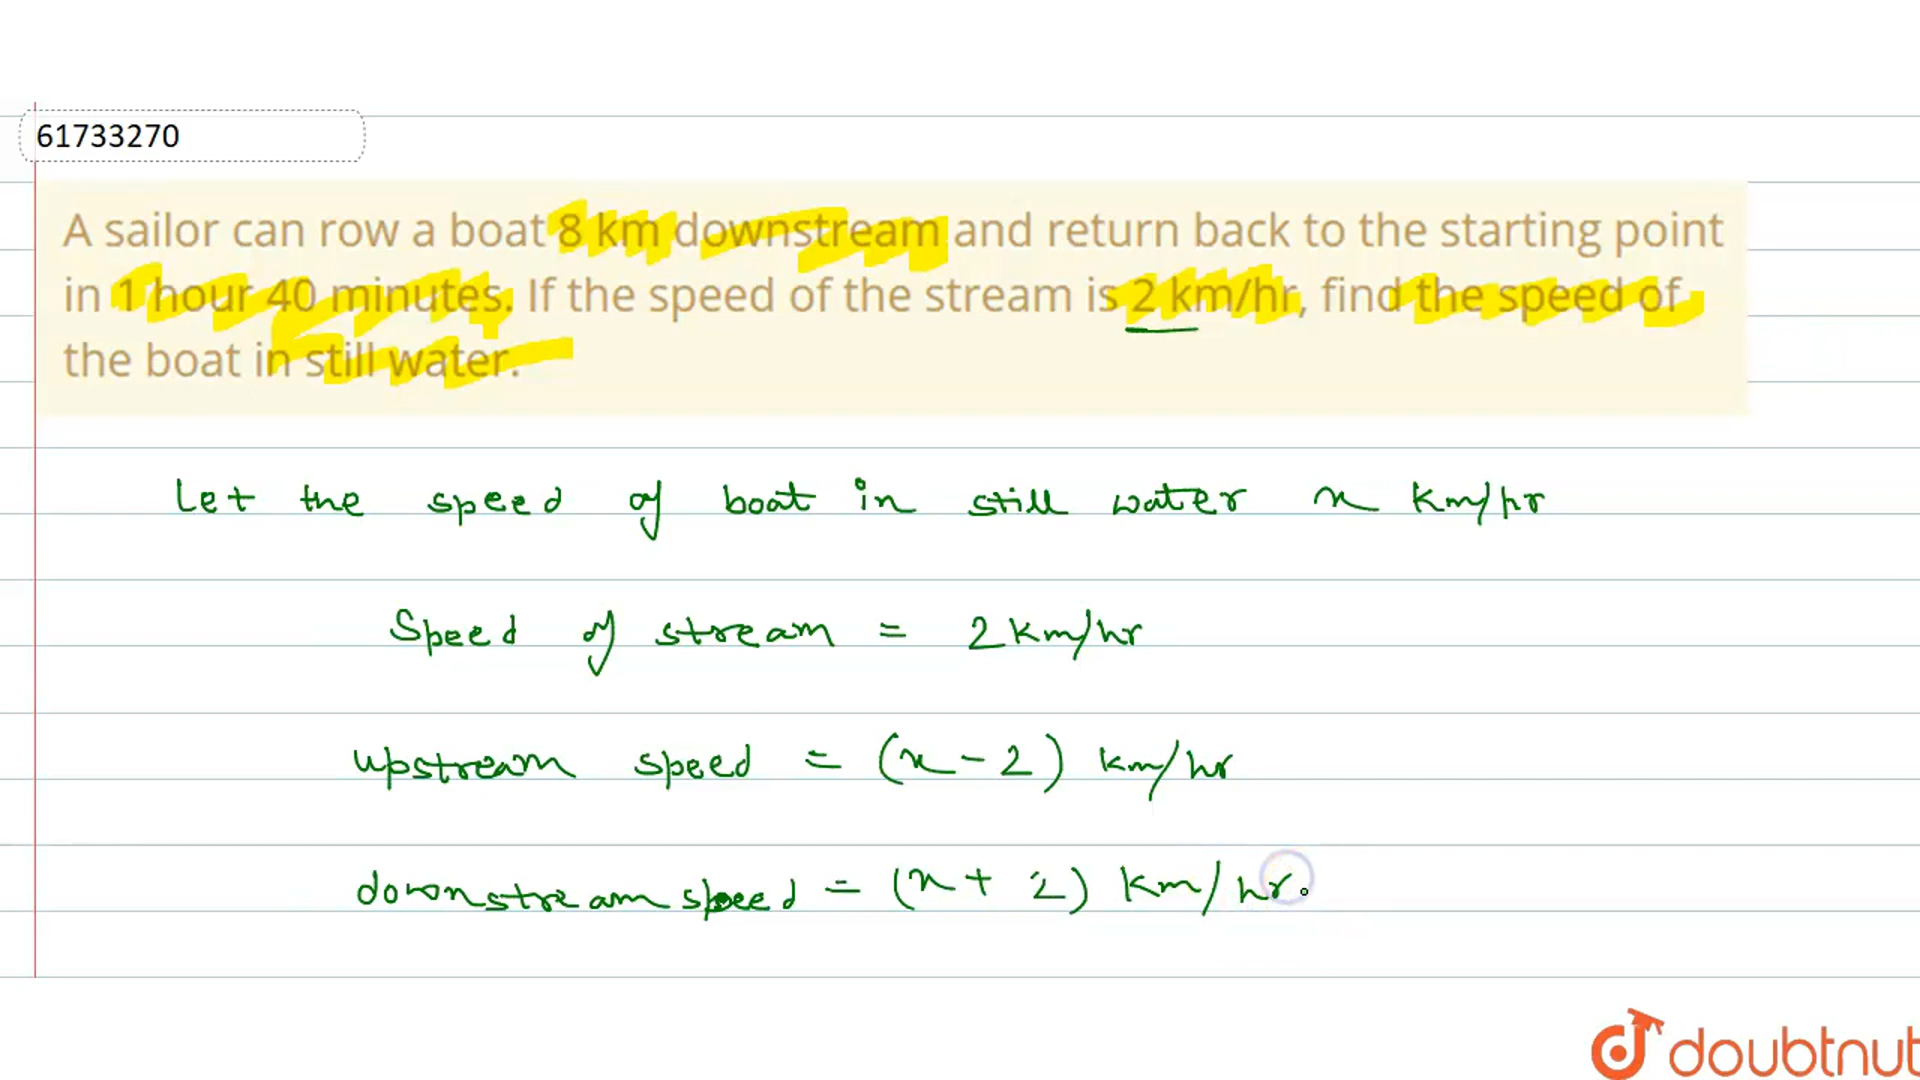 61733270
A sailor can row a boat 8 km downstream and return back to the starting point
in 1 hour 40 minutes. If the speed of the stream is 2 km/hr, find the speed of
the boat in still water.
Let the speed of boat in still water x km/hr
Speed of stream = 2 km/hr
upstream speed = (x - 2) km/hr
downstream speed = (x + 2) km/hr.
doubtnut